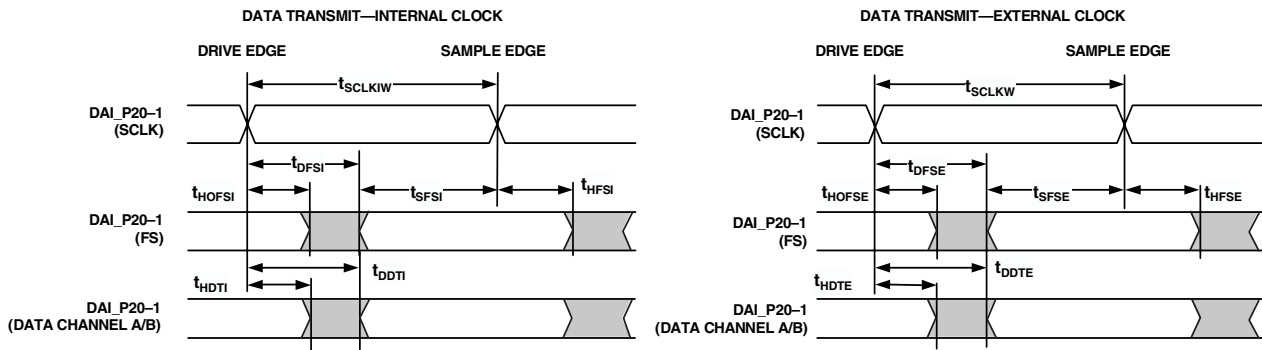 DATA TRANSMIT—INTERNAL CLOCK
DRIVE EDGE
SAMPLE EDGE
tSCLKIW
DAI_P20–1
(SCLK)
tDFSI
tHOFSI
tSFSI
tHFSI
DAI_P20–1
(FS)
tDDTI
tHDTI
DAI_P20–1
(DATA CHANNEL A/B)
DATA TRANSMIT—EXTERNAL CLOCK
DRIVE EDGE
SAMPLE EDGE
tSCLKW
DAI_P20–1
(SCLK)
tDFSE
tHOFSE
tSFSE
tHFSE
DAI_P20–1
(FS)
tDDTE
tHDTE
DAI_P20–1
(DATA CHANNEL A/B)